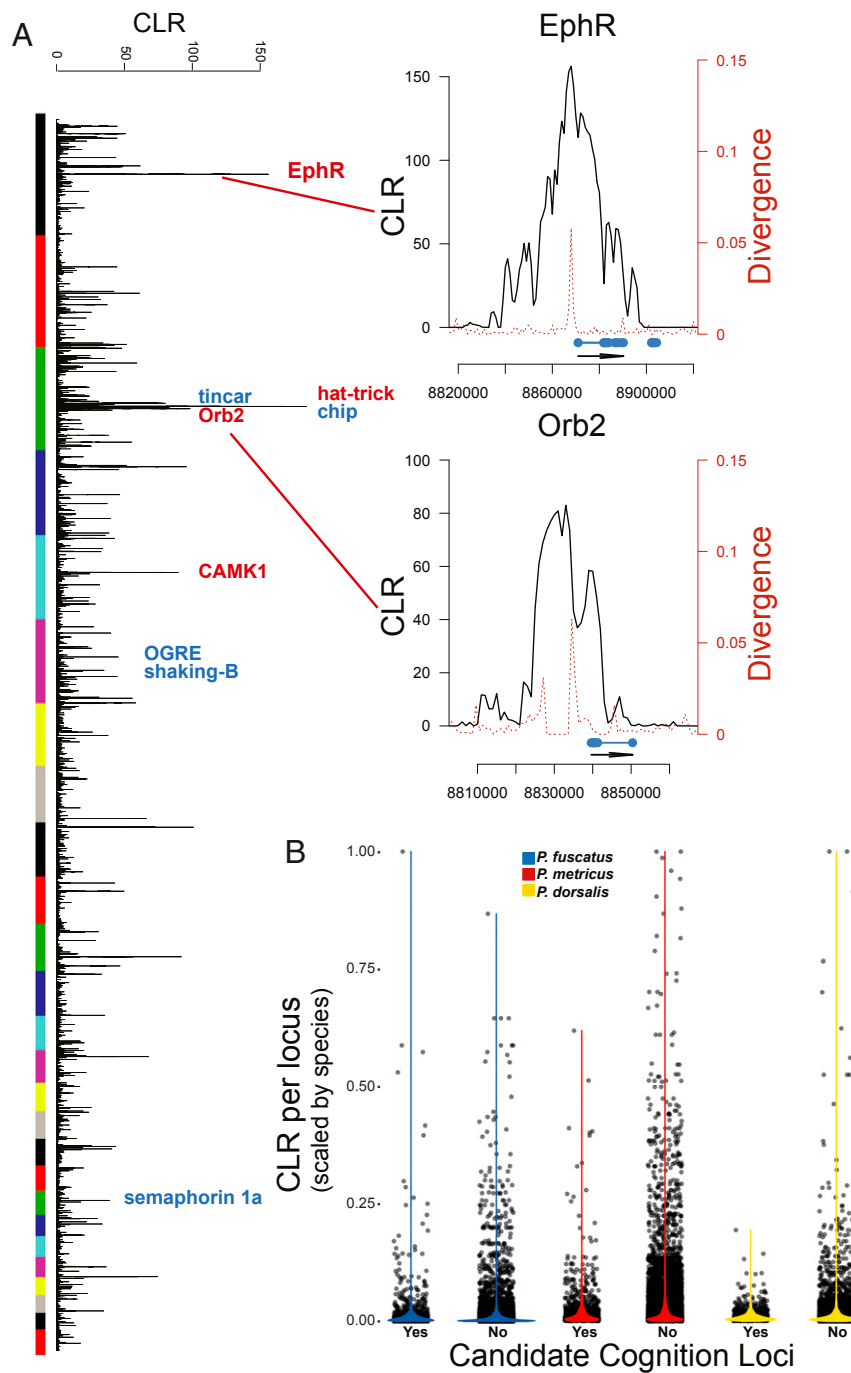 A
CLR
0
50
100
150
EphR
tincar
hat-trick
Orb2
chip
CAMK1
OGRE
shaking-B
semaphorin 1a
EphR
CLR
150
100
50
0
Divergence
0.15
0.1
0.05
0
8820000 8860000 8900000
Orb2
CLR
100
80
60
40
20
0
Divergence
0.15
0.1
0.05
0
8810000 8830000 8850000
B
P. fuscatus
P. metricus
P. dorsalis
CLR per locus
(scaled by species)
1.00
0.75
0.50
0.25
0.00
Yes No Yes No Yes No
Candidate Cognition Loci